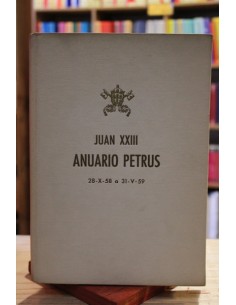 JUAN XXIII
ANUARIO PETRUS
28-X-58 a 31-V-59